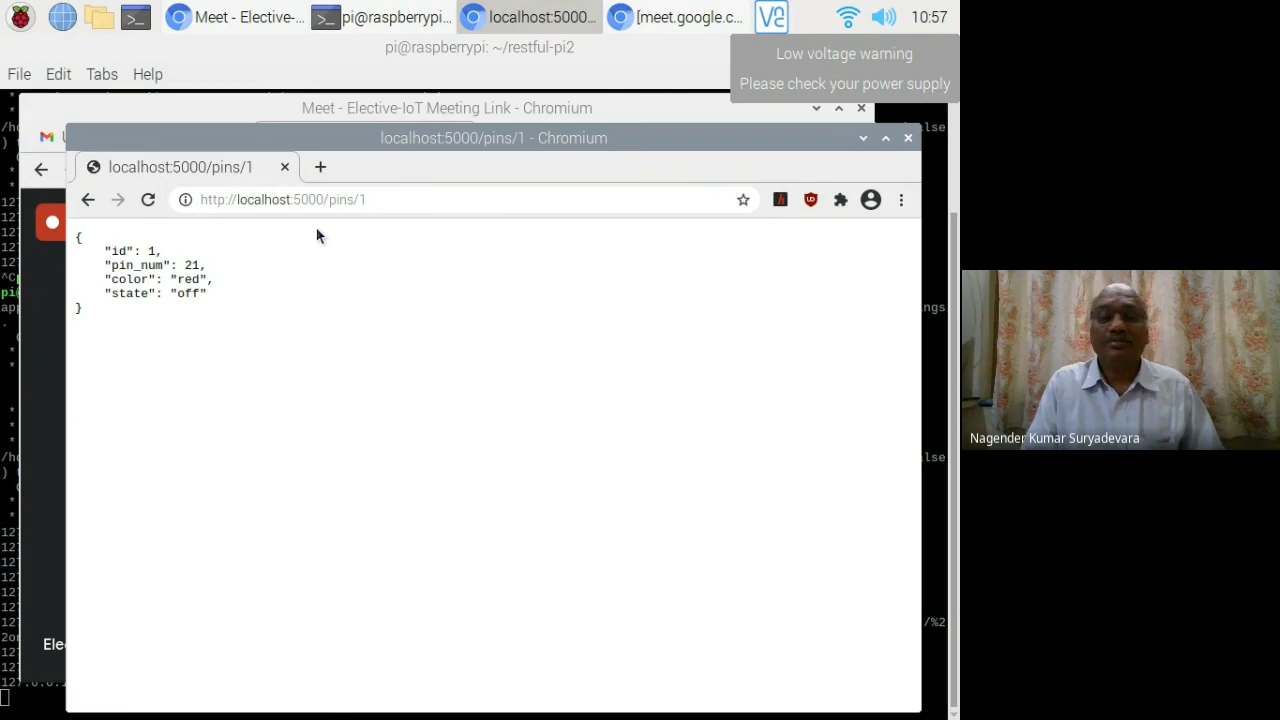 Meet - Elective-...
pi@raspberrypi...
localhost:5000...
[meet.google.c...
10:57
pi@raspberrypi: ~/restful-pi2
Low voltage warning
Please check your power supply
File Edit Tabs Help
Meet - Elective-IoT Meeting Link - Chromium
localhost:5000/pins/1 - Chromium
localhost:5000/pins/1
http://localhost:5000/pins/1
{
"id": 1,
"pin_num": 21,
"color": "red",
"state": "off"
}
Nagender Kumar Suryadevara
Elec